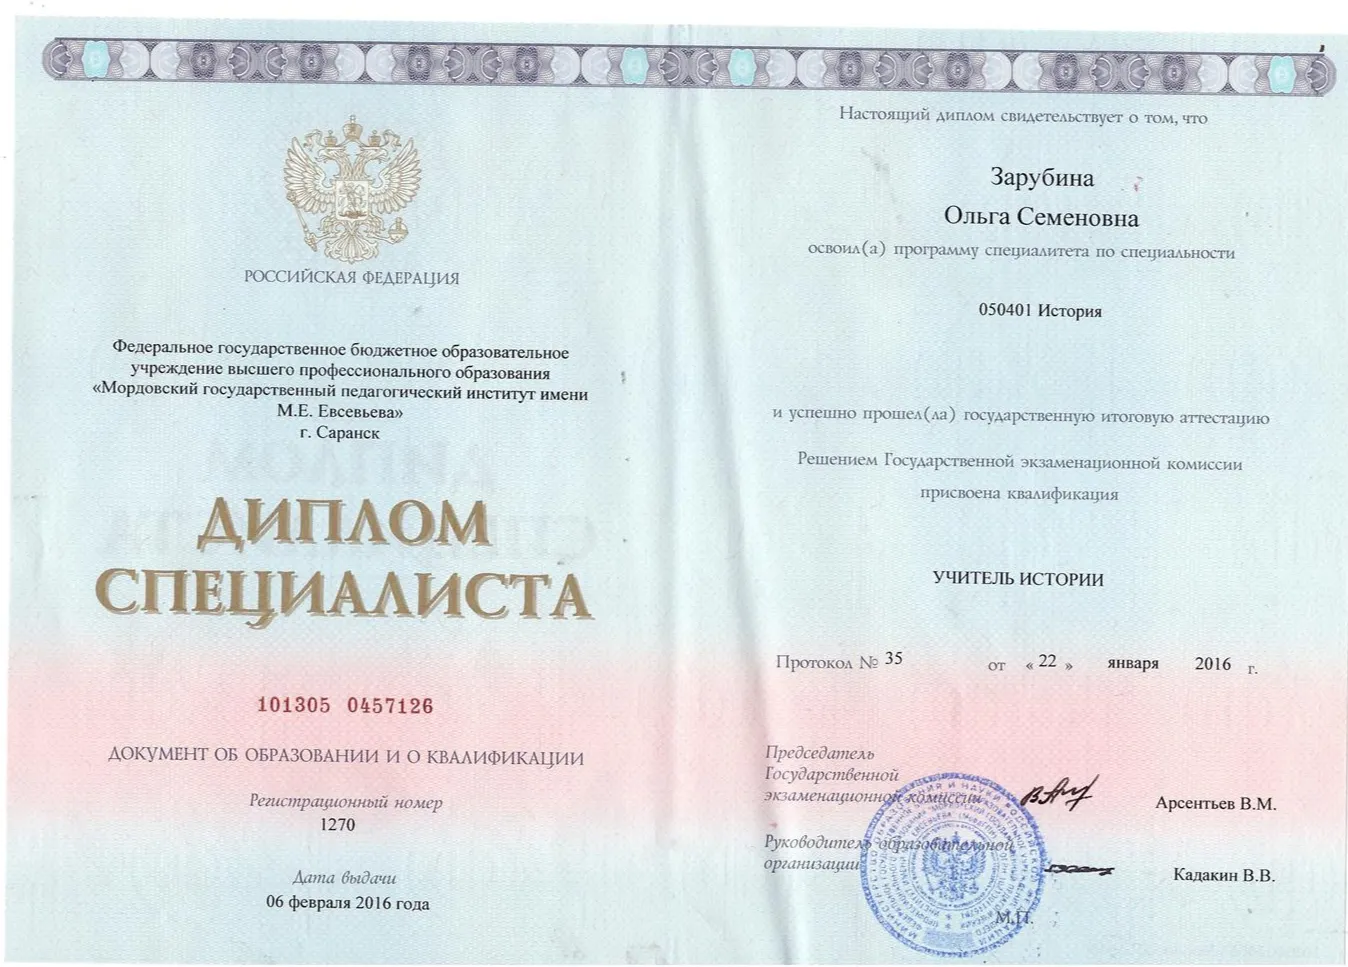 РОССИЙСКАЯ ФЕДЕРАЦИЯ
Федеральное государственное бюджетное образовательное
учреждение высшего профессионального образования
«Мордовский государственный педагогический институт имени
М.Е. Евсевьева»
г. Саранск
ДИПЛОМ
СПЕЦИАЛИСТА
101305 0457126
ДОКУМЕНТ ОБ ОБРАЗОВАНИИ И О КВАЛИФИКАЦИИ
Регистрационный номер
1270
Дата выдачи
06 февраля 2016 года
Настоящий диплом свидетельствует о том, что
Зарубина
Ольга Семеновна
освоил(а) программу специалитета по специальности
050401 История
и успешно прошел(ла) государственную итоговую аттестацию
Решением Государственной экзаменационной комиссии
присвоена квалификация
УЧИТЕЛЬ ИСТОРИИ
Протокол № 35 от « 22 » января 2016 г.
Председатель
Государственной
экзаменационной комиссии
Арсентьев В.М.
Руководитель образовательной
организации
Кадакин В.В.
М.П.